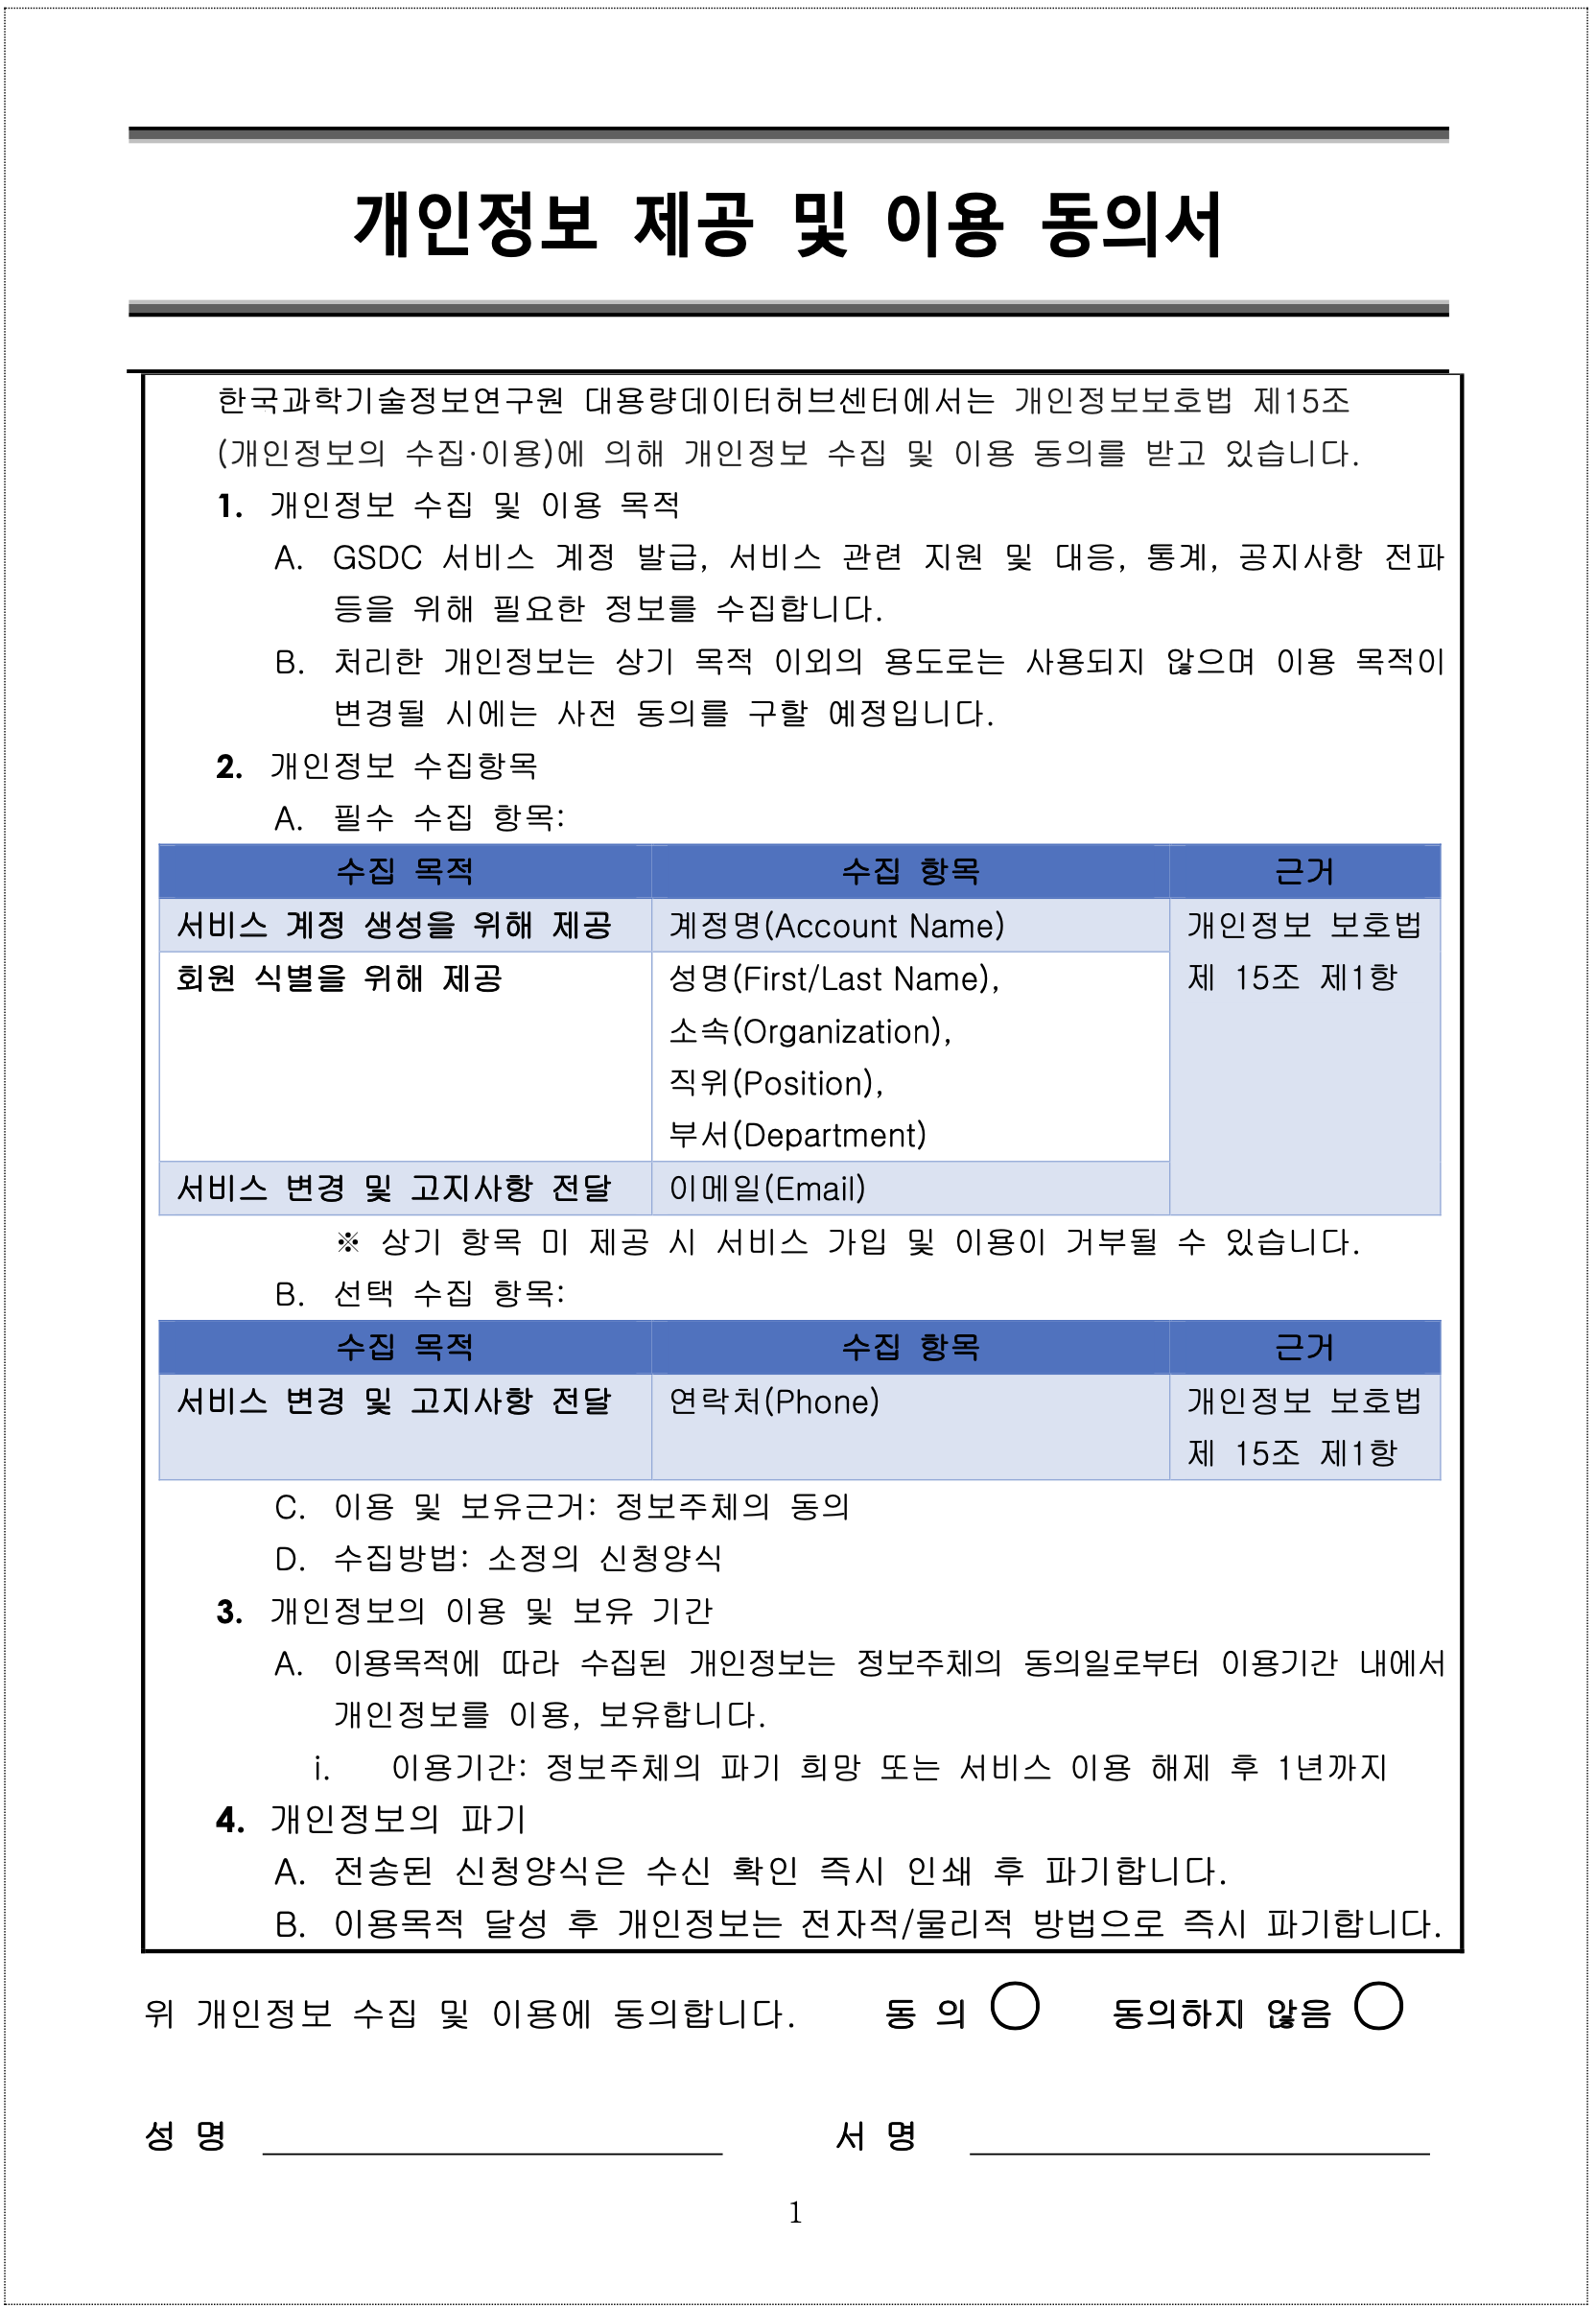 개인정보 제공 및 이용 동의서
한국과학기술정보연구원 대용량데이터허브센터에서는 개인정보보호법 제15조
(개인정보의 수집·이용)에 의해 개인정보 수집 및 이용 동의를 받고 있습니다.
1. 개인정보 수집 및 이용 목적
A. GSDC 서비스 계정 발급, 서비스 관련 지원 및 대응, 통계, 공지사항 전파
등을 위해 필요한 정보를 수집합니다.
B. 처리한 개인정보는 상기 목적 이외의 용도로는 사용되지 않으며 이용 목적이
변경될 시에는 사전 동의를 구할 예정입니다.
2. 개인정보 수집항목
A. 필수 수집 항목:
수집 목적 수집 항목 근거
서비스 계정 생성을 위해 제공 계정명(Account Name) 개인정보 보호법
회원 식별을 위해 제공 성명(First/Last Name), 제 15조 제1항
소속(Organization),
직위(Position),
부서(Department)
서비스 변경 및 고지사항 전달 이메일(Email)
※ 상기 항목 미 제공 시 서비스 가입 및 이용이 거부될 수 있습니다.
B. 선택 수집 항목:
수집 목적 수집 항목 근거
서비스 변경 및 고지사항 전달 연락처(Phone) 개인정보 보호법
제 15조 제1항
C. 이용 및 보유근거: 정보주체의 동의
D. 수집방법: 소정의 신청양식
3. 개인정보의 이용 및 보유 기간
A. 이용목적에 따라 수집된 개인정보는 정보주체의 동의일로부터 이용기간 내에서
개인정보를 이용, 보유합니다.
i. 이용기간: 정보주체의 파기 희망 또는 서비스 이용 해제 후 1년까지
4. 개인정보의 파기
A. 전송된 신청양식은 수신 확인 즉시 인쇄 후 파기합니다.
B. 이용목적 달성 후 개인정보는 전자적/물리적 방법으로 즉시 파기합니다.
위 개인정보 수집 및 이용에 동의합니다. 동 의 ○ 동의하지 않음 ○
성 명 서 명
1